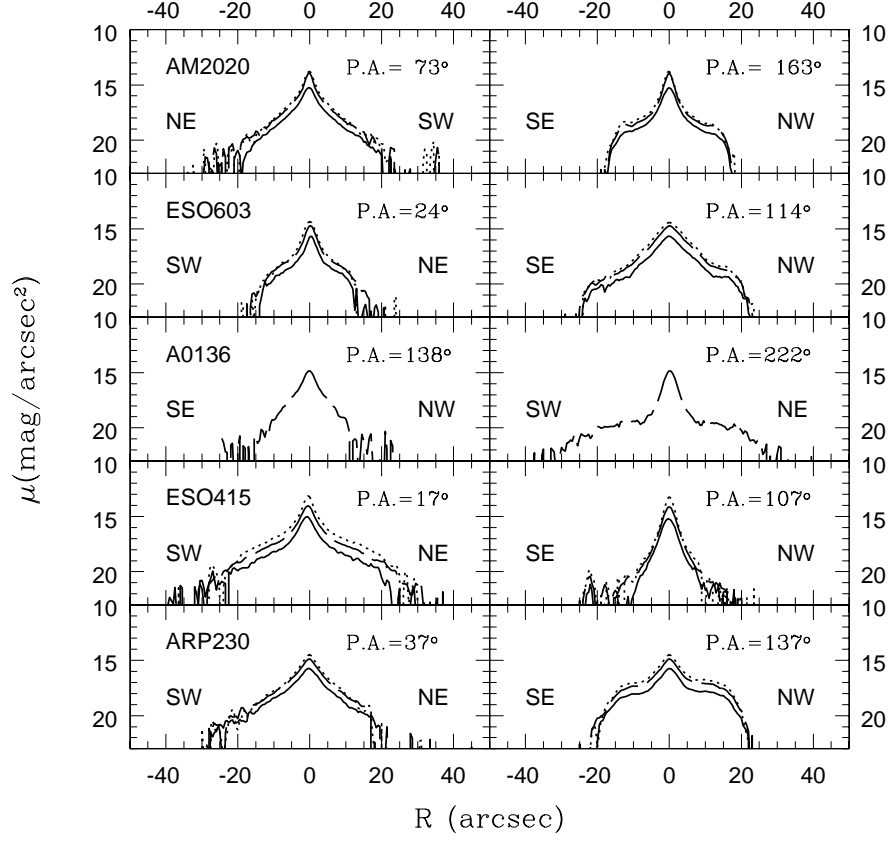 -40 -20 0 20 40 -40 -20 0 20 40
10 10
AM2020 P.A.= 73° P.A.= 163°
15 15
NE SW SE NW
20 20
10 10
ESO603 P.A.=24° P.A.=114°
15 15
SW NE SE NW
20 20
10 10
A0136 P.A.=138° P.A.=222°
15 15
SE NW SW NE
20 20
10 10
ESO415 P.A.=17° P.A.=107°
15 15
SW NE SE NW
20 20
10 10
ARP230 P.A.=37° P.A.=137°
15 15
SW NE SE NW
20 20
-40 -20 0 20 40 -40 -20 0 20 40
R (arcsec)
μ(mag/arcsec²)